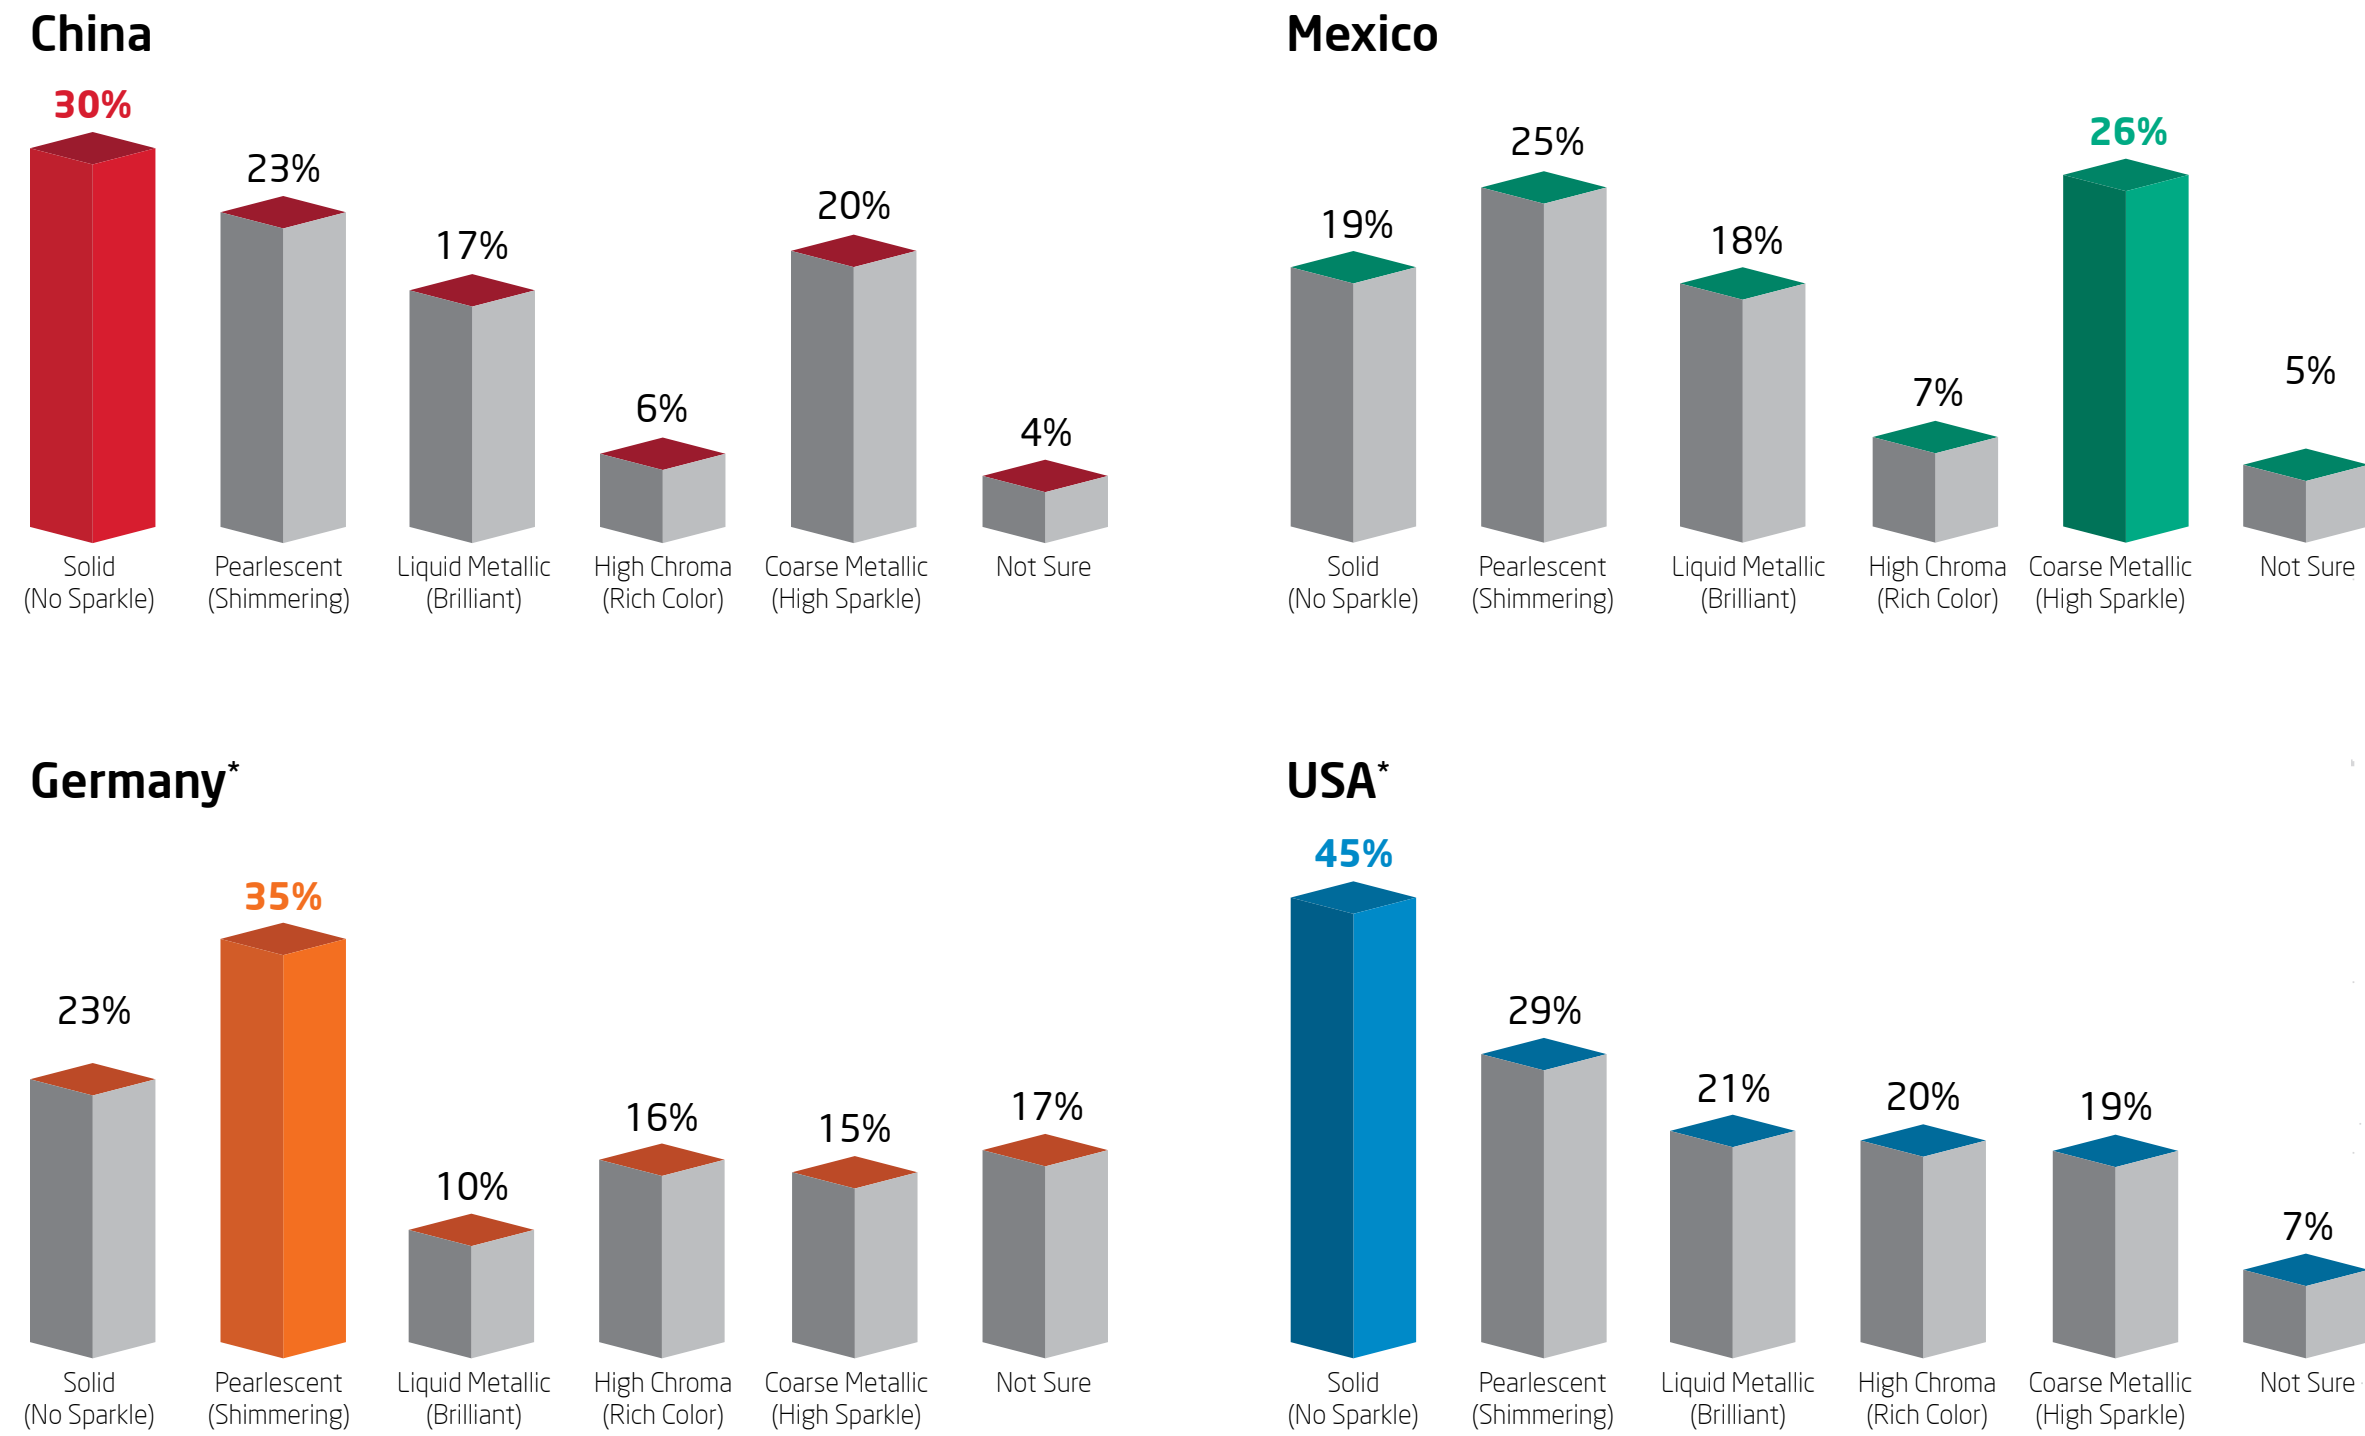 China
30%
23%
17%
6%
20%
4%
Solid
(No Sparkle)
Pearlescent
(Shimmering)
Liquid Metallic
(Brilliant)
High Chroma
(Rich Color)
Coarse Metallic
(High Sparkle)
Not Sure
Mexico
19%
25%
18%
7%
26%
5%
Solid
(No Sparkle)
Pearlescent
(Shimmering)
Liquid Metallic
(Brilliant)
High Chroma
(Rich Color)
Coarse Metallic
(High Sparkle)
Not Sure
Germany*
23%
35%
10%
16%
15%
17%
Solid
(No Sparkle)
Pearlescent
(Shimmering)
Liquid Metallic
(Brilliant)
High Chroma
(Rich Color)
Coarse Metallic
(High Sparkle)
Not Sure
USA*
45%
29%
21%
20%
19%
7%
Solid
(No Sparkle)
Pearlescent
(Shimmering)
Liquid Metallic
(Brilliant)
High Chroma
(Rich Color)
Coarse Metallic
(High Sparkle)
Not Sure